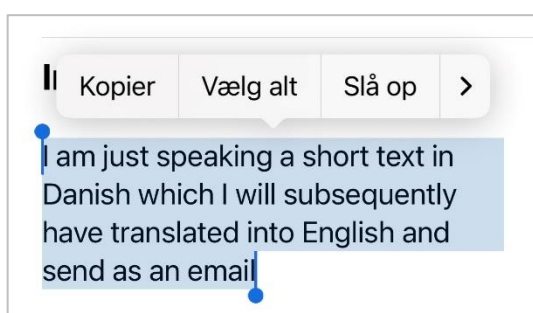 Kopier Vælg alt Slå op >
I am just speaking a short text in
Danish which I will subsequently
have translated into English and
send as an email